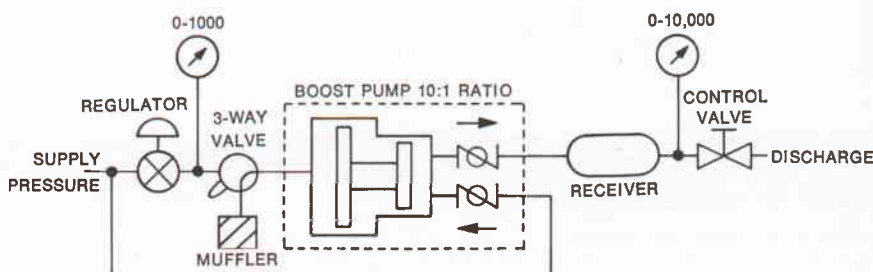 0-1000
0-10,000
BOOST PUMP 10:1 RATIO
REGULATOR
3-WAY
VALVE
CONTROL
VALVE
SUPPLY
PRESSURE
DISCHARGE
RECEIVER
MUFFLER